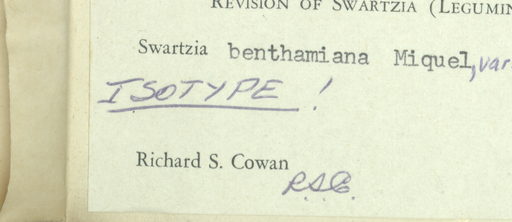 REVISION OF SWARTZIA (LEGUMIN
Swartzia benthamiana Miquel, var
ISOTYPE!
Richard S. Cowan
RSC